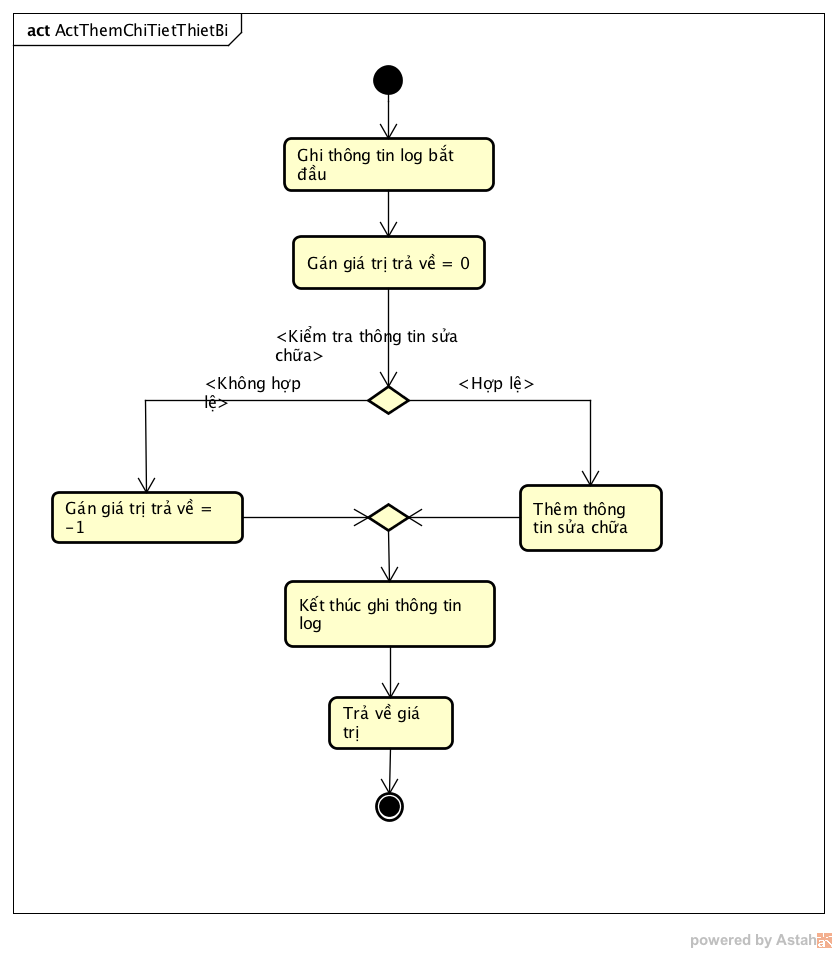 act ActThemChiTietThietBi
Ghi thông tin log bắt
đầu
Gán giá trị trả về = 0
<Kiểm tra thông tin sửa
chữa>
<Không hợp
lệ>
<Hợp lệ>
Gán giá trị trả về =
-1
Thêm thông
tin sửa chữa
Kết thúc ghi thông tin
log
Trả về giá
trị
powered by Astah